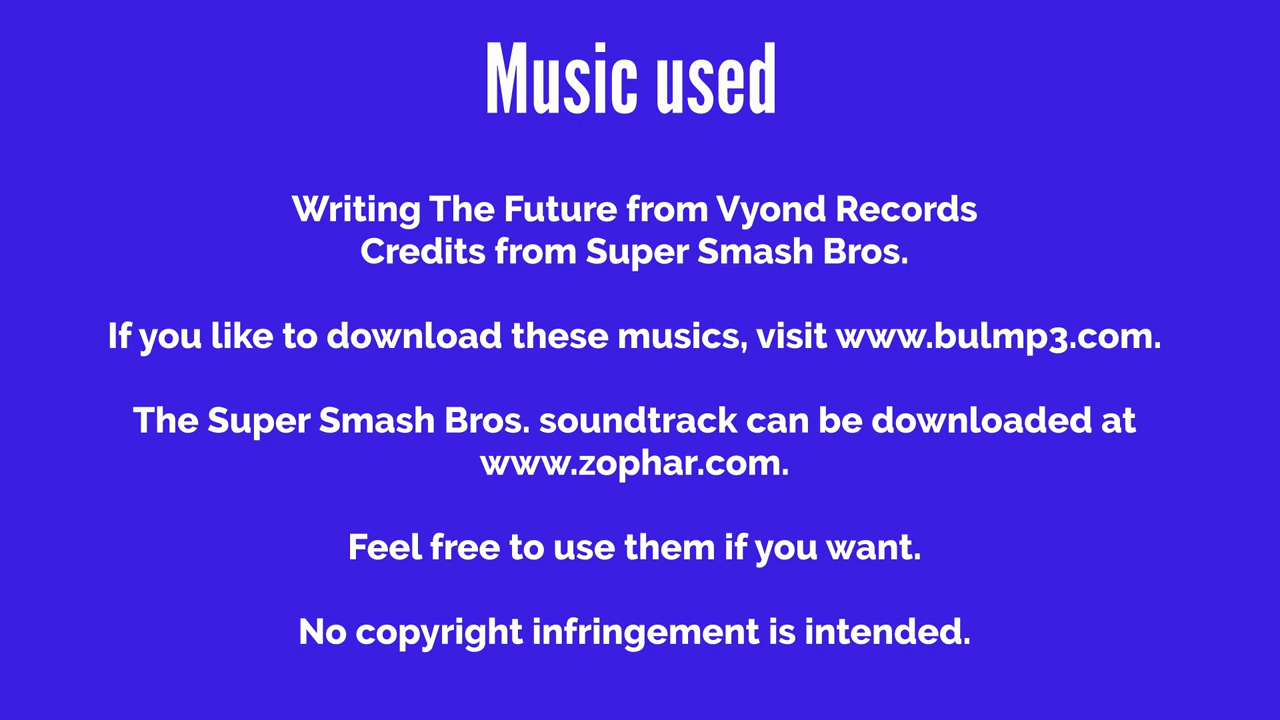 Music used
Writing The Future from Vyond Records
Credits from Super Smash Bros.
If you like to download these musics, visit www.bulmp3.com.
The Super Smash Bros. soundtrack can be downloaded at
www.zophar.com.
Feel free to use them if you want.
No copyright infringement is intended.